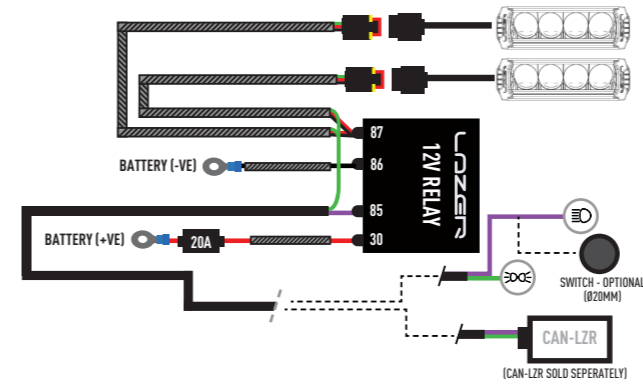 87
BATTERY (-VE)
86
LAZER
12V RELAY
85
BATTERY (+VE)
20A
30
SWITCH - OPTIONAL
(Ø20MM)
CAN-LZR
(CAN-LZR SOLD SEPERATELY)